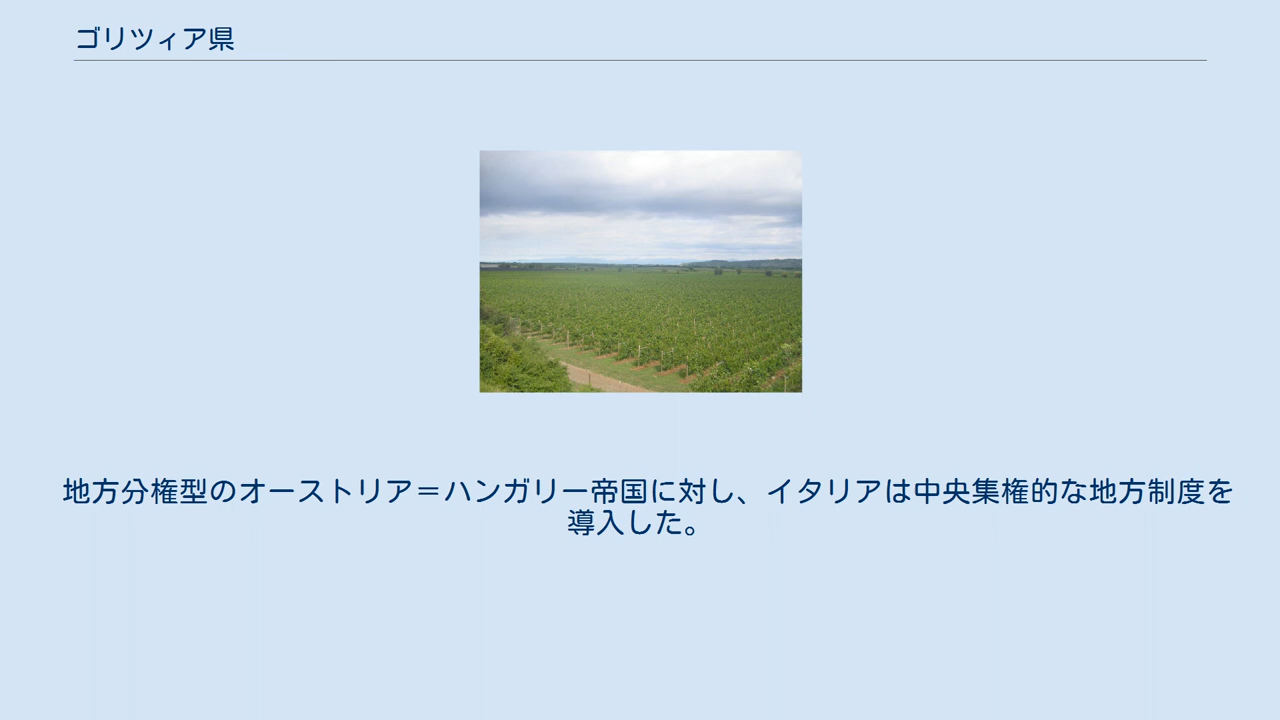 ゴリツィア県
地方分権型のオーストリア＝ハンガリー帝国に対し、イタリアは中央集権的な地方制度を
導入した。